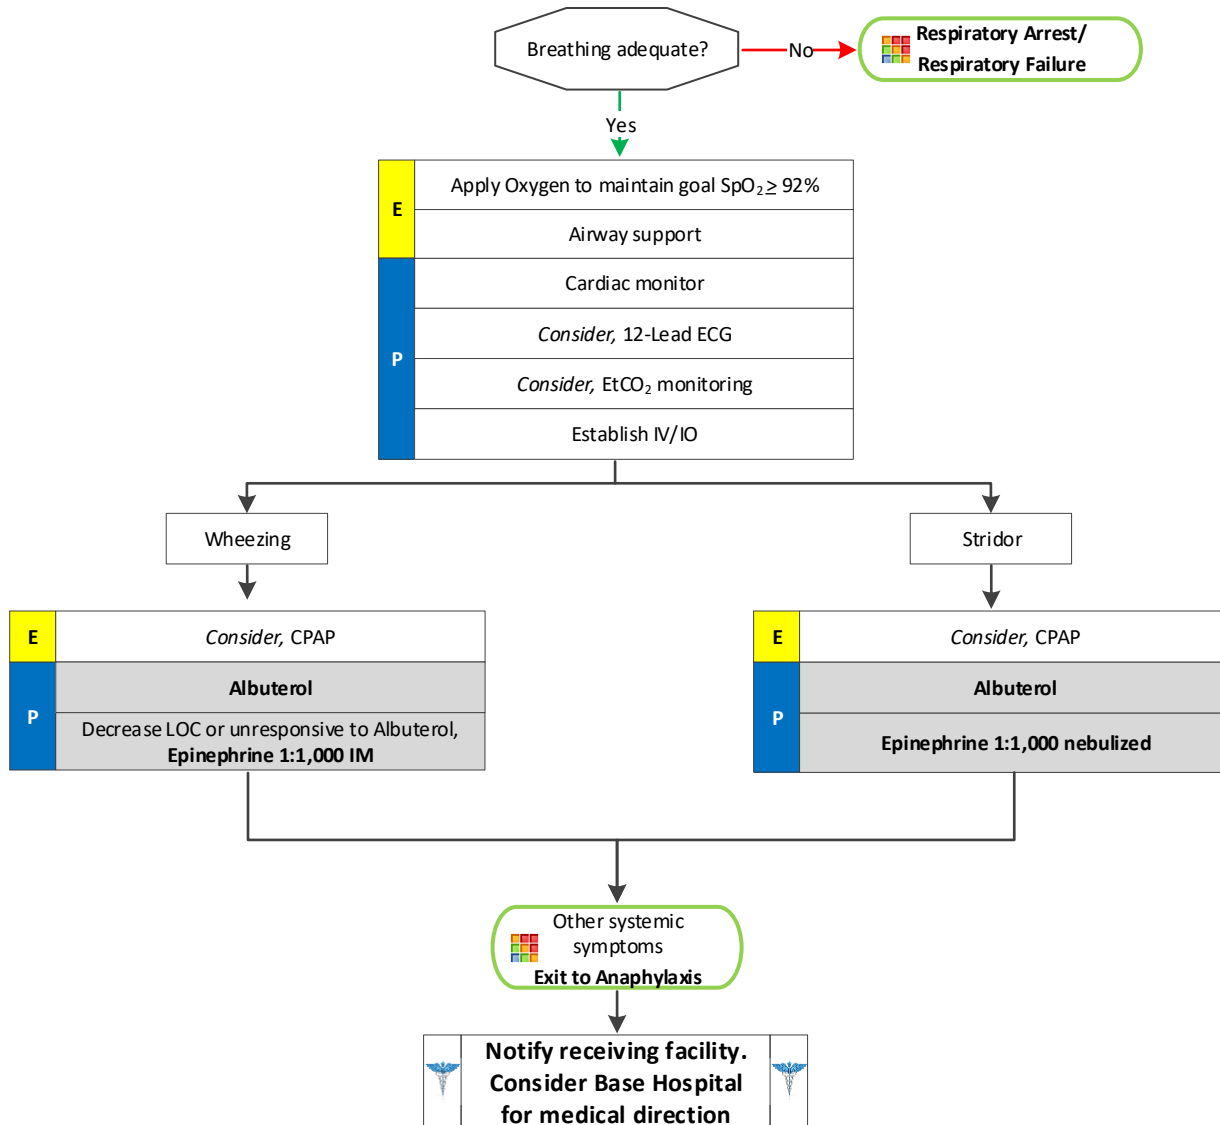 Breathing adequate?
No
Respiratory Arrest/
Respiratory Failure
Yes
E
Apply Oxygen to maintain goal SpO₂ ≥ 92%
Airway support
P
Cardiac monitor
Consider, 12-Lead ECG
Consider, EtCO₂ monitoring
Establish IV/IO
Wheezing
Stridor
E
Consider, CPAP
P
Albuterol
Decrease LOC or unresponsive to Albuterol,
Epinephrine 1:1,000 IM
E
Consider, CPAP
P
Albuterol
Epinephrine 1:1,000 nebulized
Other systemic
symptoms
Exit to Anaphylaxis
Notify receiving facility.
Consider Base Hospital
for medical direction